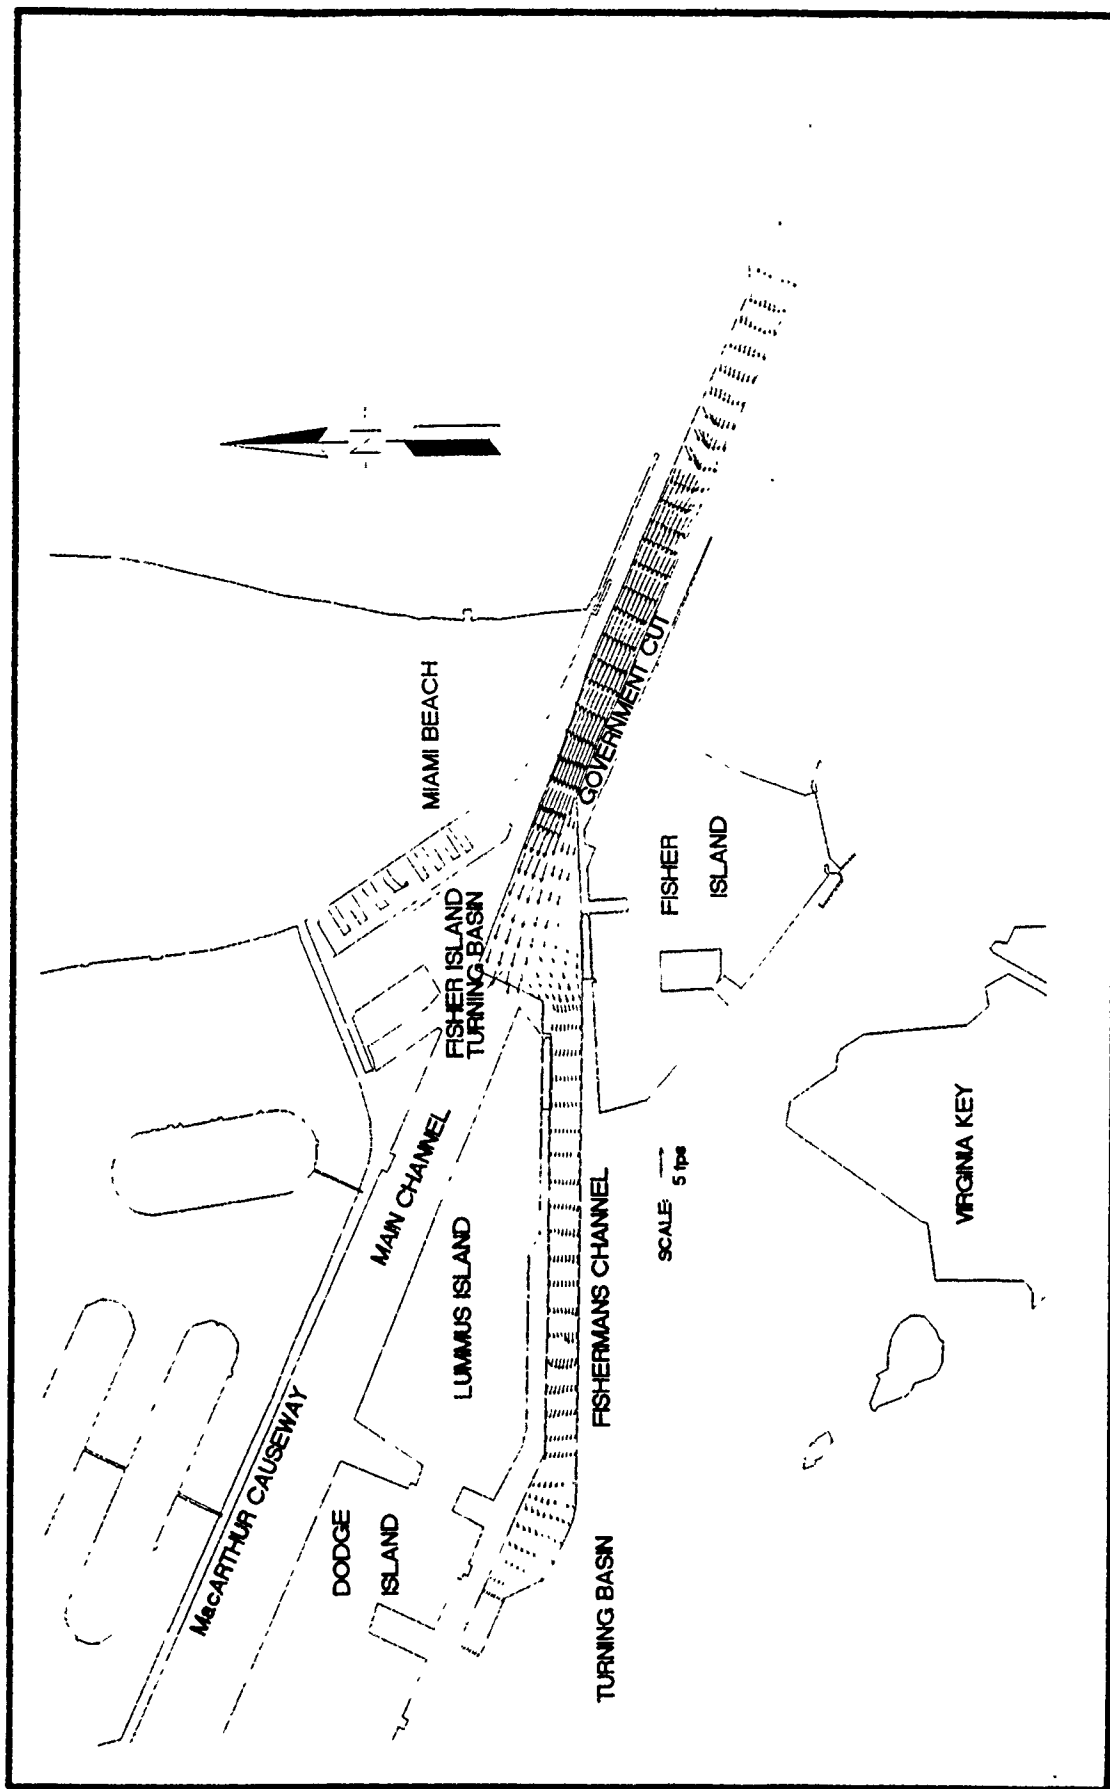 N
MIAMI BEACH
GOVERNMENT CUT
FISHER ISLAND
TURNING BASIN
FISHER
ISLAND
MAIN CHANNEL
LUMMUS ISLAND
FISHERMANS CHANNEL
SCALE:
5 fps
VIRGINIA KEY
MacARTHUR CAUSEWAY
DODGE
ISLAND
TURNING BASIN